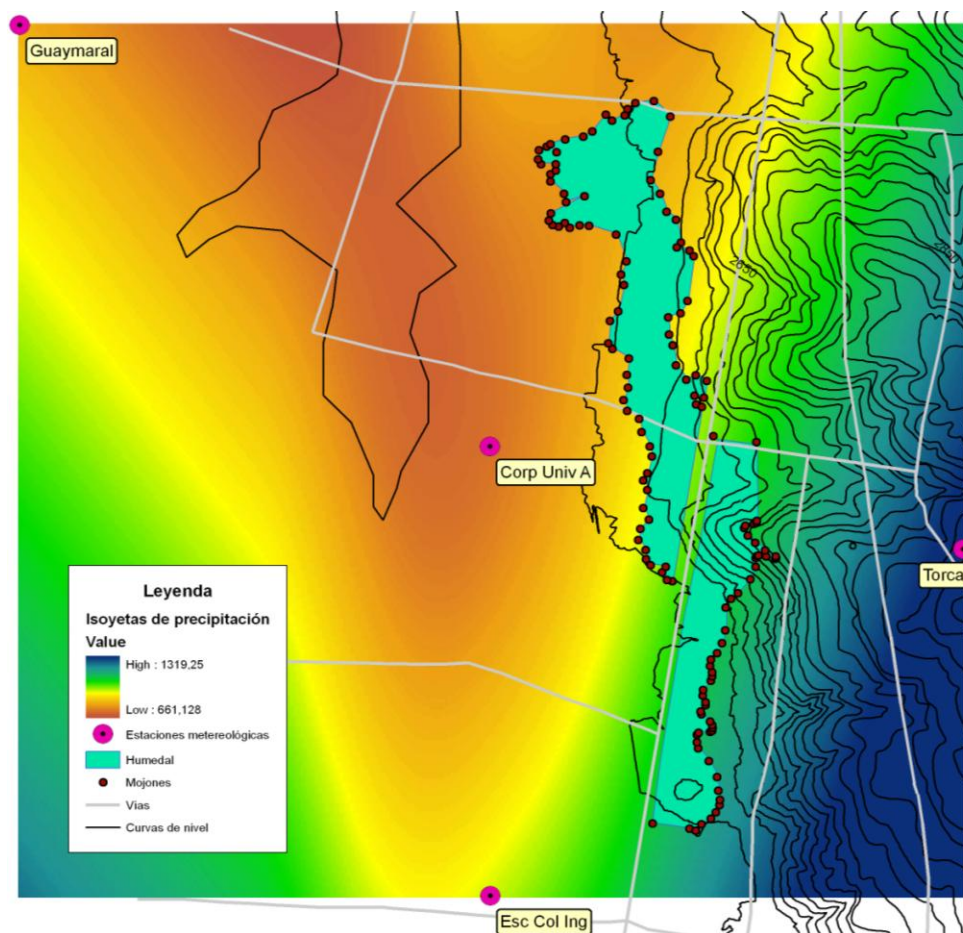 Guaymaral
2650
2650
Corp Univ A
Torca
Leyenda
Isoyetas de precipitación
Value
High : 1319,25
Low : 661,128
Estaciones metereológicas
Humedal
Mojones
Vias
Curvas de nivel
Esc Col Ing